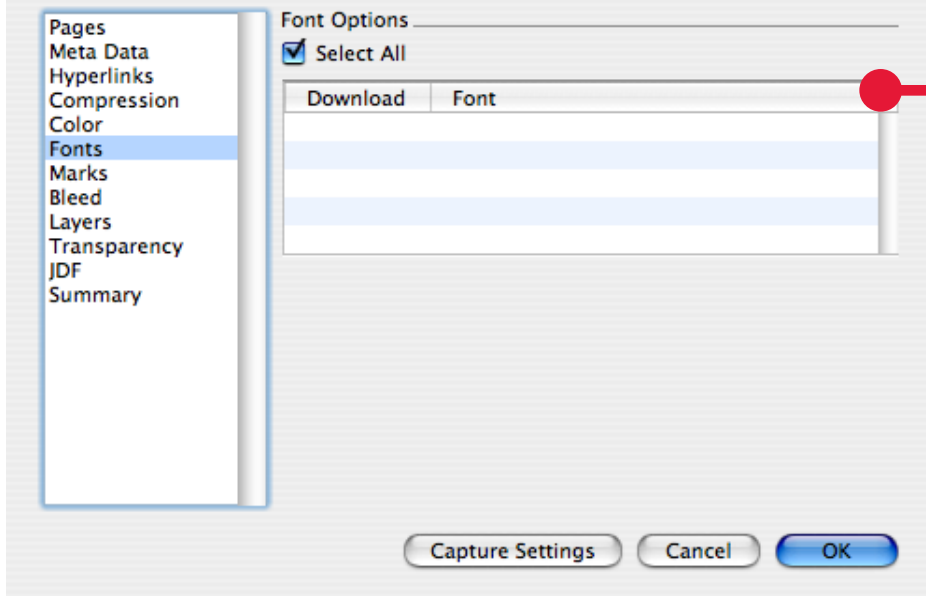 Pages
Meta Data
Hyperlinks
Compression
Color
Fonts
Marks
Bleed
Layers
Transparency
JDF
Summary
Font Options
Select All
Download Font
Capture Settings Cancel OK